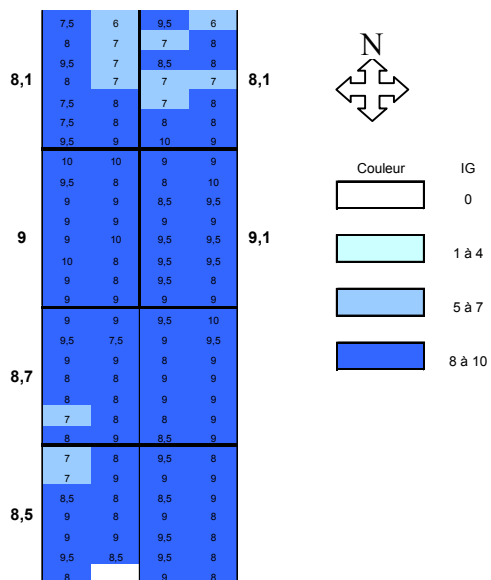 7,5 6 9,5 6
8 7 7 8
9,5 7 8,5 8
8,1 8 7 7 7 8,1
7,5 8 7 8
7,5 8 8 8
9,5 9 10 9
10 10 9 9
9,5 8 8 10
9 9 8,5 9,5
9 9 9 9
9 9 10 9,5 9,5 9,1
10 8 9,5 9,5
9 8 9,5 8
9 9 9 9
9 9 9,5 10
9,5 7,5 9 9,5
9 9 8 9
8,7 8 8 9 9
8 8 9 9
7 8 8 9
8 9 8,5 9
7 8 9,5 8
7 9 9 9
8,5 8 8,5 9
8,5 9 8 9 8
9 9 9,5 8
9,5 8,5 9,5 8
8 9 8
N
Couleur IG
0
1 à 4
5 à 7
8 à 10